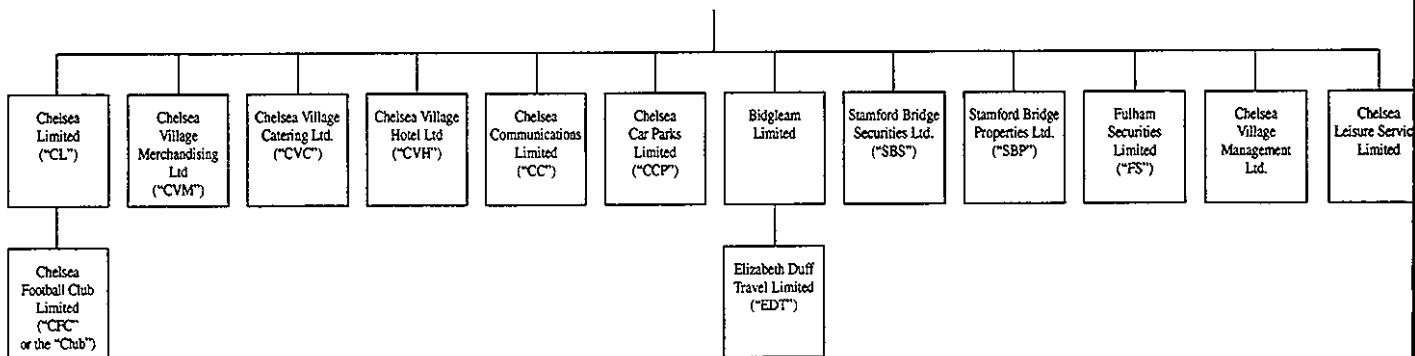 Chelsea
Limited
("CL")
Chelsea
Village
Merchandising
Ltd
("CVM")
Chelsea Village
Catering Ltd.
("CVC")
Chelsea Village
Hotel Ltd
("CVH")
Chelsea
Communications
Limited
("CC")
Chelsea
Car Parks
Limited
("CCP")
Bidgleam
Limited
Stamford Bridge
Securities Ltd.
("SBS")
Stamford Bridge
Properties Ltd.
("SBP")
Fulham
Securities
Limited
("FS")
Chelsea
Village
Management
Ltd.
Chelsea
Leisure Servic
Limited
Chelsea
Football Club
Limited
("CFC"
or the "Club")
Elizabeth Duff
Travel Limited
("EDT")